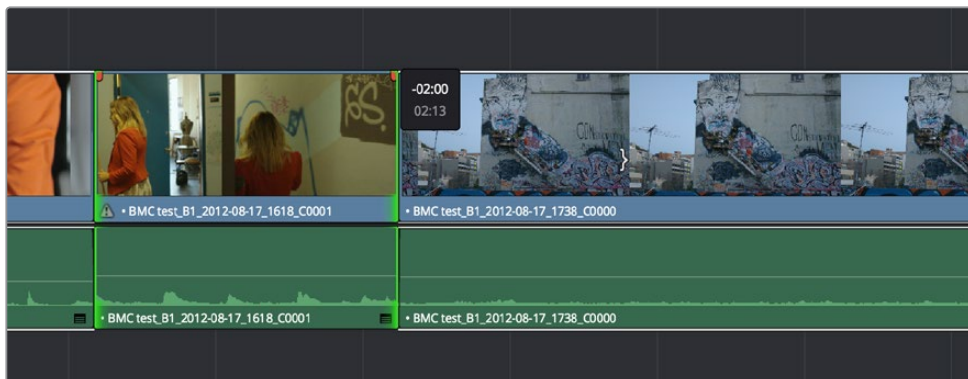 -02:00
02:13
• BMC test_B1_2012-08-17_1618_C0001
• BMC test_B1_2012-08-17_1738_C0000
• BMC test_B1_2012-08-17_1618_C0001
• BMC test_B1_2012-08-17_1738_C0000